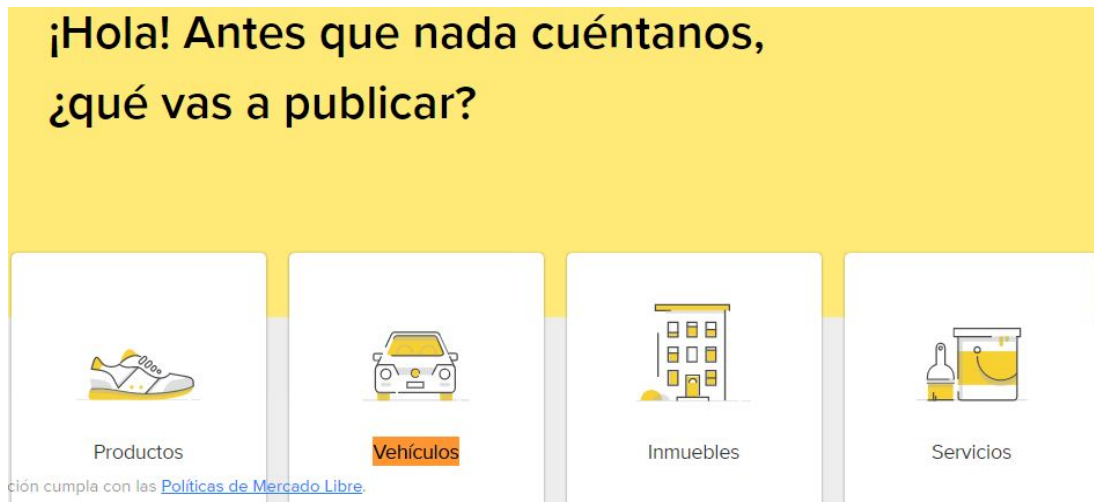 ¡Hola! Antes que nada cuéntanos,
¿qué vas a publicar?
Productos
Vehículos
Inmuebles
Servicios
ción cumpla con las Políticas de Mercado Libre.